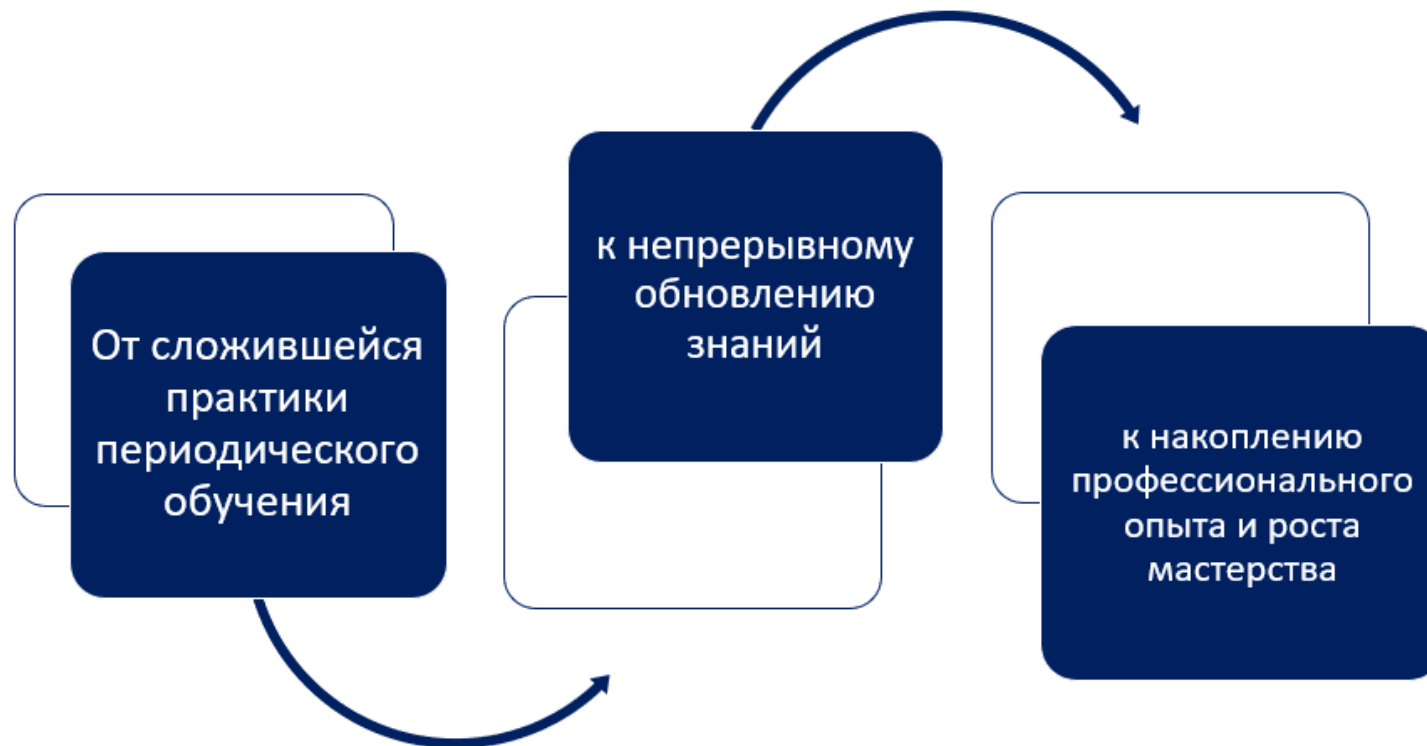 От сложившейся
практики
периодического
обучения
к непрерывному
обновлению
знаний
к накоплению
профессионального
опыта и роста
мастерства